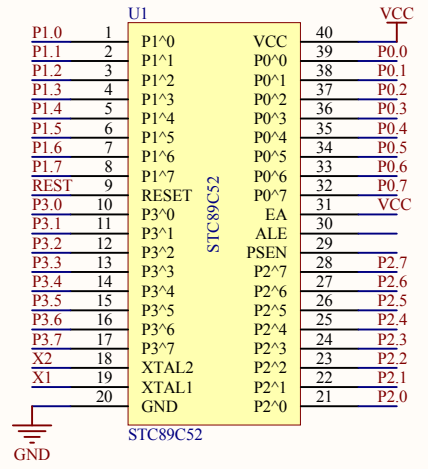 U1 VCC
P1.0 1 P1^0 VCC 40
P1.1 2 P1^1 P0^0 39 P0.0
P1.2 3 P1^2 P0^1 38 P0.1
P1.3 4 P1^3 P0^2 37 P0.2
P1.4 5 P1^4 P0^3 36 P0.3
P1.5 6 P1^5 P0^4 35 P0.4
P1.6 7 P1^6 P0^5 34 P0.5
P1.7 8 P1^7 P0^6 33 P0.6
REST 9 RESET P0^7 32 P0.7
P3.0 10 P3^0 EA 31 VCC
P3.1 11 P3^1 ALE 30
P3.2 12 P3^2 PSEN 29
P3.3 13 P3^3 P2^7 28 P2.7
P3.4 14 P3^4 P2^6 27 P2.6
P3.5 15 P3^5 P2^5 26 P2.5
P3.6 16 P3^6 P2^4 25 P2.4
P3.7 17 P3^7 P2^3 24 P2.3
X2 18 XTAL2 P2^2 23 P2.2
X1 19 XTAL1 P2^1 22 P2.1
20 GND P2^0 21 P2.0
STC89C52
STC89C52
GND